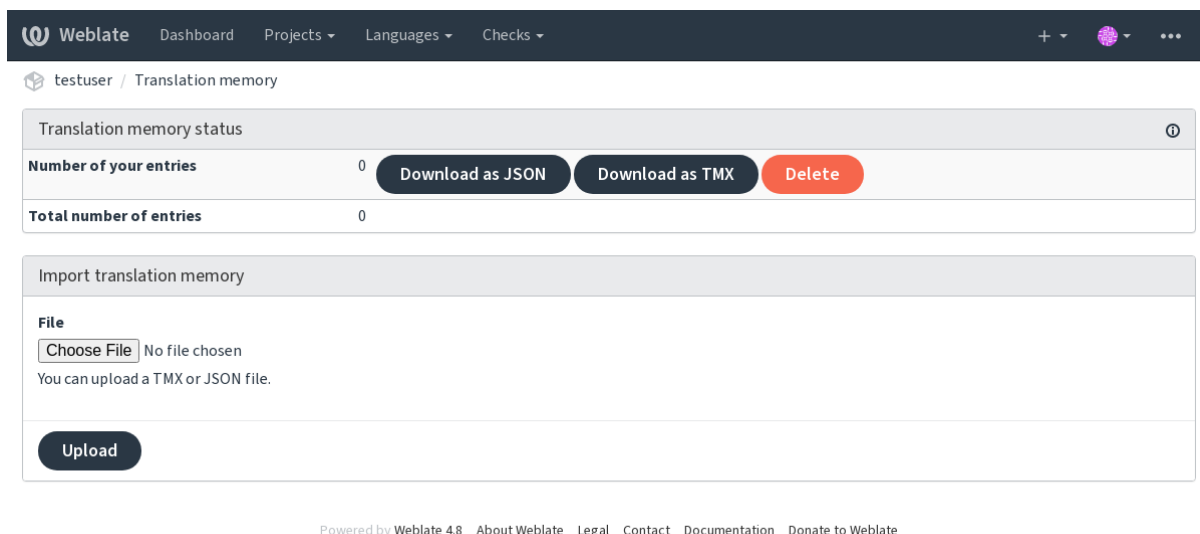 Weblate Dashboard Projects Languages Checks
testuser / Translation memory
Translation memory status
Number of your entries 0 Download as JSON Download as TMX Delete
Total number of entries 0
Import translation memory
File
Choose File No file chosen
You can upload a TMX or JSON file.
Upload
Powered by Weblate 4.8 About Weblate Legal Contact Documentation Donate to Weblate